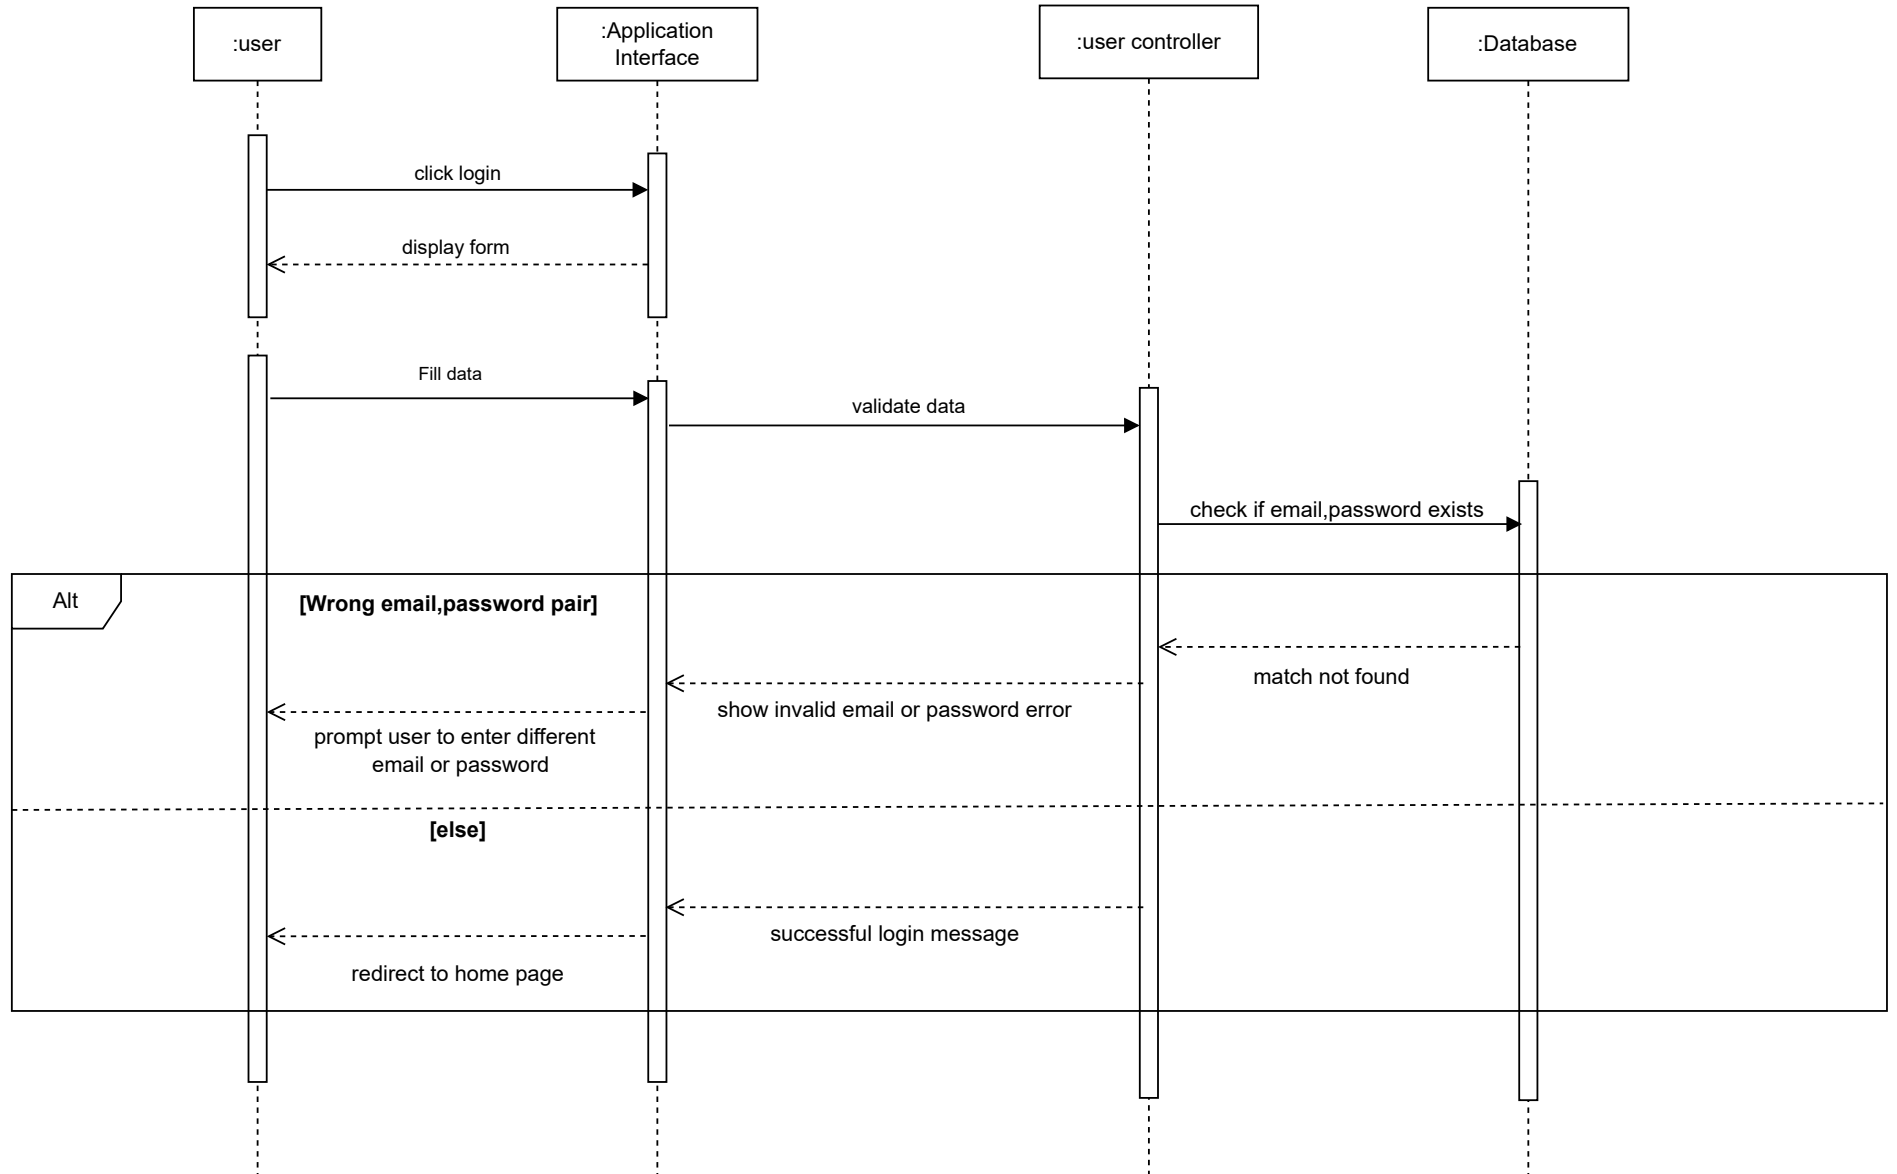 :user
:Application
Interface
:user controller
:Database
click login
display form
Fill data
validate data
check if email,password exists
Alt
[Wrong email,password pair]
match not found
show invalid email or password error
prompt user to enter different
email or password
[else]
successful login message
redirect to home page